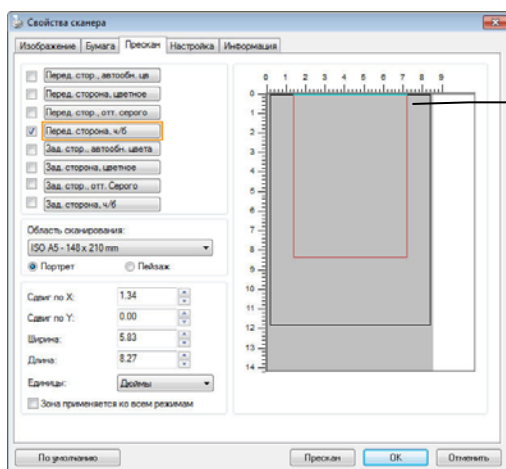 Свойства сканера
Изображение Бумага Прескан Настройка Информация
Перед. стор., автообн. цв
Перед. сторона, цветное
Перед. стор., отт. серого
Перед. сторона, ч/б
Зад. стор., автообн. цвета
Зад. сторона, цветное
Зад. стор., отт. Серого
Зад. сторона, ч/б
Область сканирования:
ISO A5 - 148 x 210 mm
Портрет Пейзаж
Сдвиг по X: 1.34
Сдвиг по Y: 0.00
Ширина: 5.83
Длина: 8.27
Единицы: Дюймы
Зона применяется ко всем режимам
0 1 2 3 4 5 6 7 8 9
0
1
2
3
4
5
6
7
8
9
10
11
12
13
14
По умолчанию Прескан OK Отменить